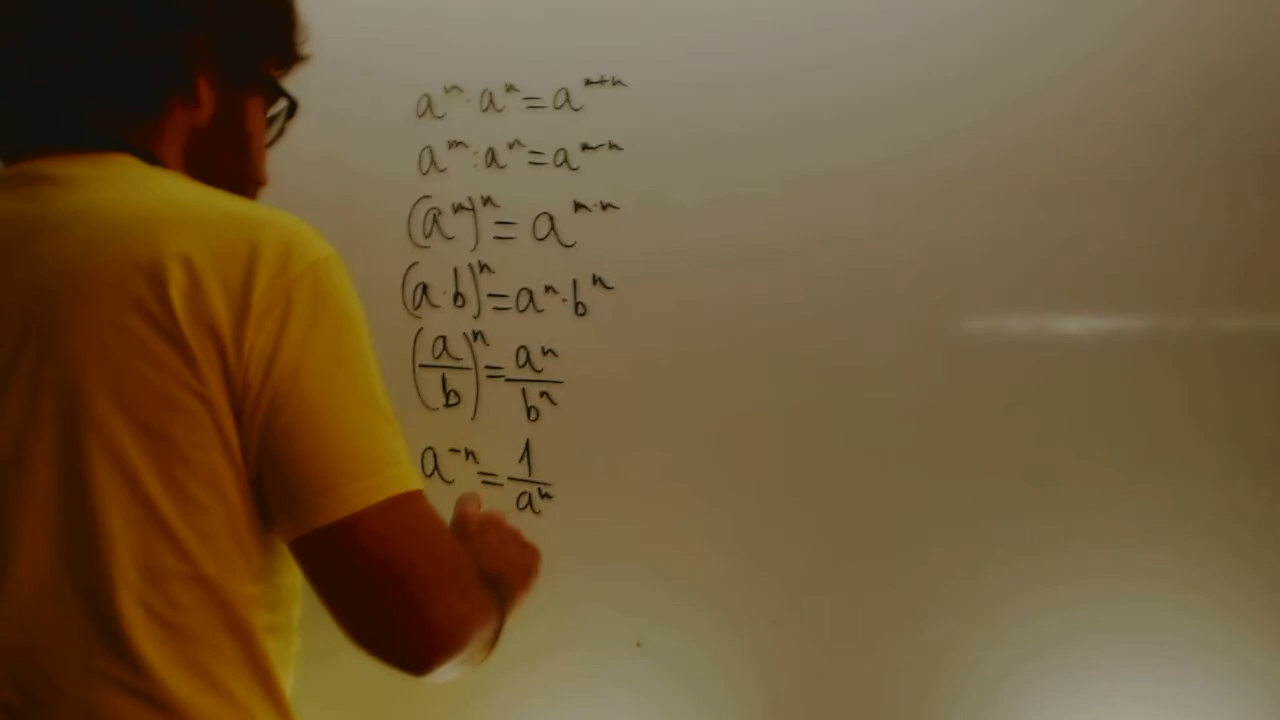 aᵐ · aⁿ = aᵐ⁺ⁿ
aᵐ : aⁿ = aᵐ⁻ⁿ
(aᵐ)ⁿ = aᵐ·ⁿ
(a · b)ⁿ = aⁿ · bⁿ
(a/b)ⁿ = aⁿ/bⁿ
a⁻ⁿ = 1/aⁿ